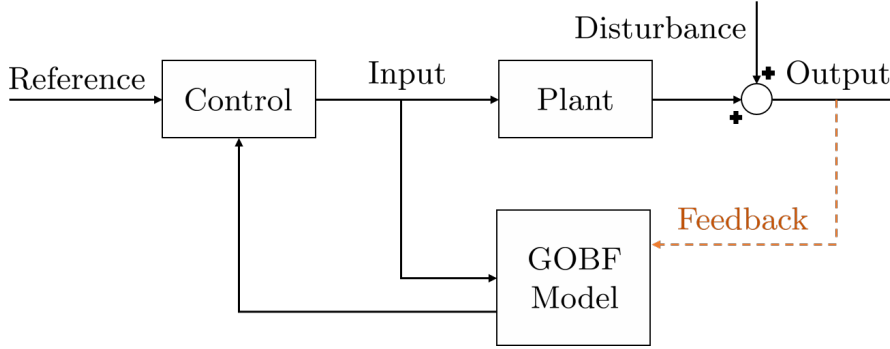 Disturbance
Reference
Input
Output
Control
Plant
Feedback
GOBF
Model